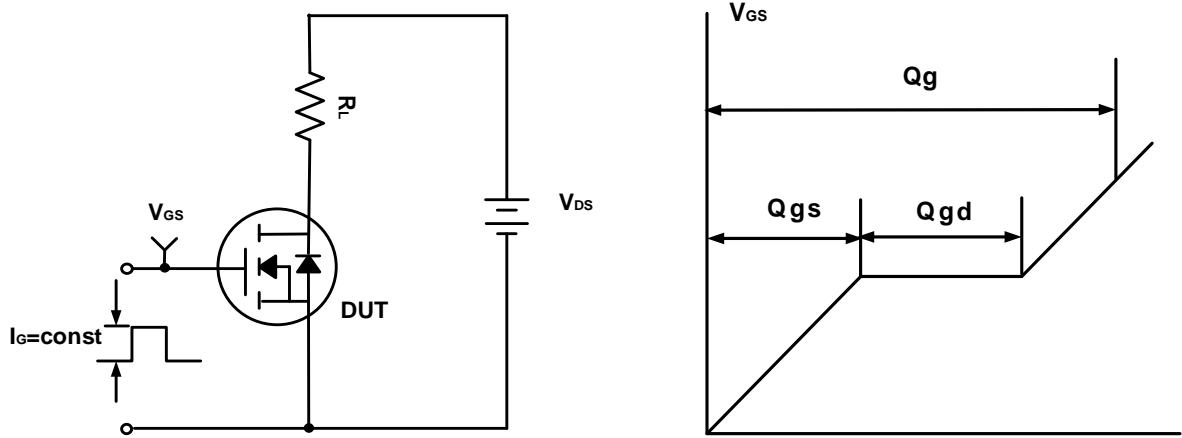 RL
VGS
VDS
DUT
IG=const
VGS
Qg
Qgs
Qgd